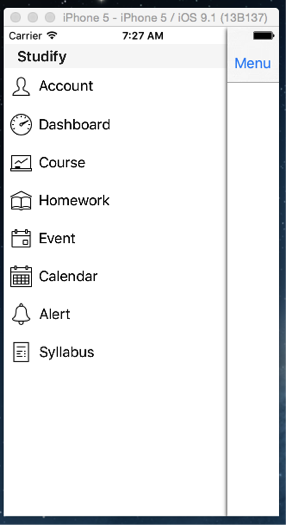 iPhone 5 - iPhone 5 / iOS 9.1 (13B137)
Carrier 7:27 AM
Studify
Menu
Account
Dashboard
Course
Homework
Event
Calendar
Alert
Syllabus